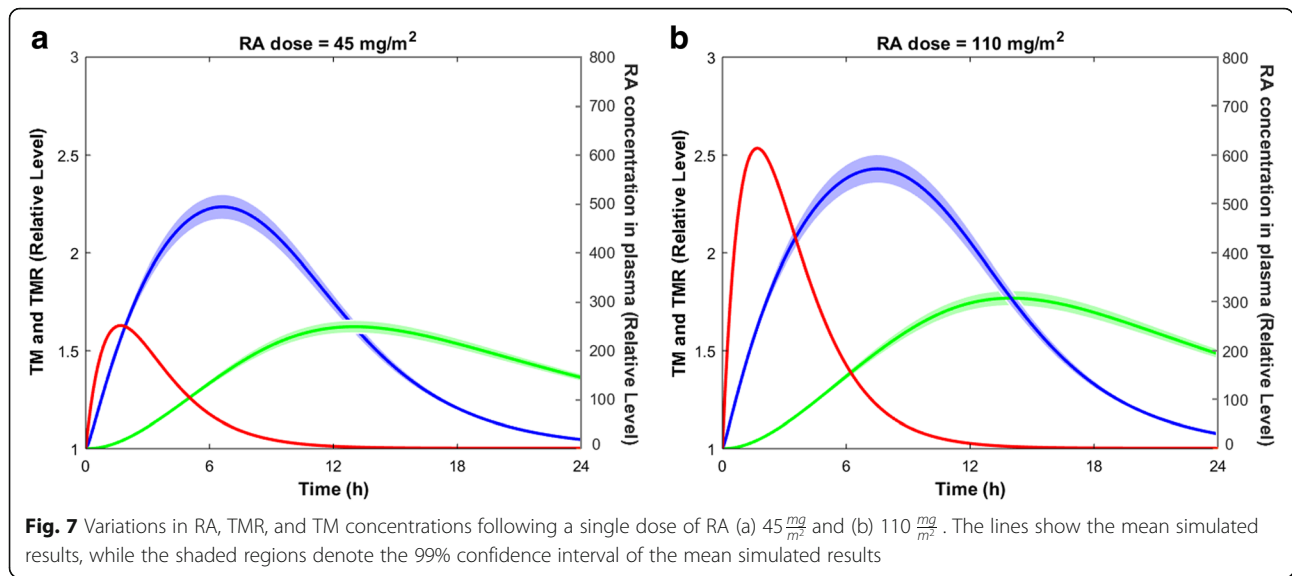 a
RA dose = 45 mg/m²
TM and TMR (Relative Level)
3
2.5
2
1.5
1
0 6 12 18 24
Time (h)
800
700
600
500
400
300
200
100
0
RA concentration in plasma (Relative Level)
b
RA dose = 110 mg/m²
TM and TMR (Relative Level)
3
2.5
2
1.5
1
0 6 12 18 24
Time (h)
800
700
600
500
400
300
200
100
0
RA concentration in plasma (Relative Level)
Fig. 7 Variations in RA, TMR, and TM concentrations following a single dose of RA (a) 45 mg/m² and (b) 110 mg/m² . The lines show the mean simulated
results, while the shaded regions denote the 99% confidence interval of the mean simulated results